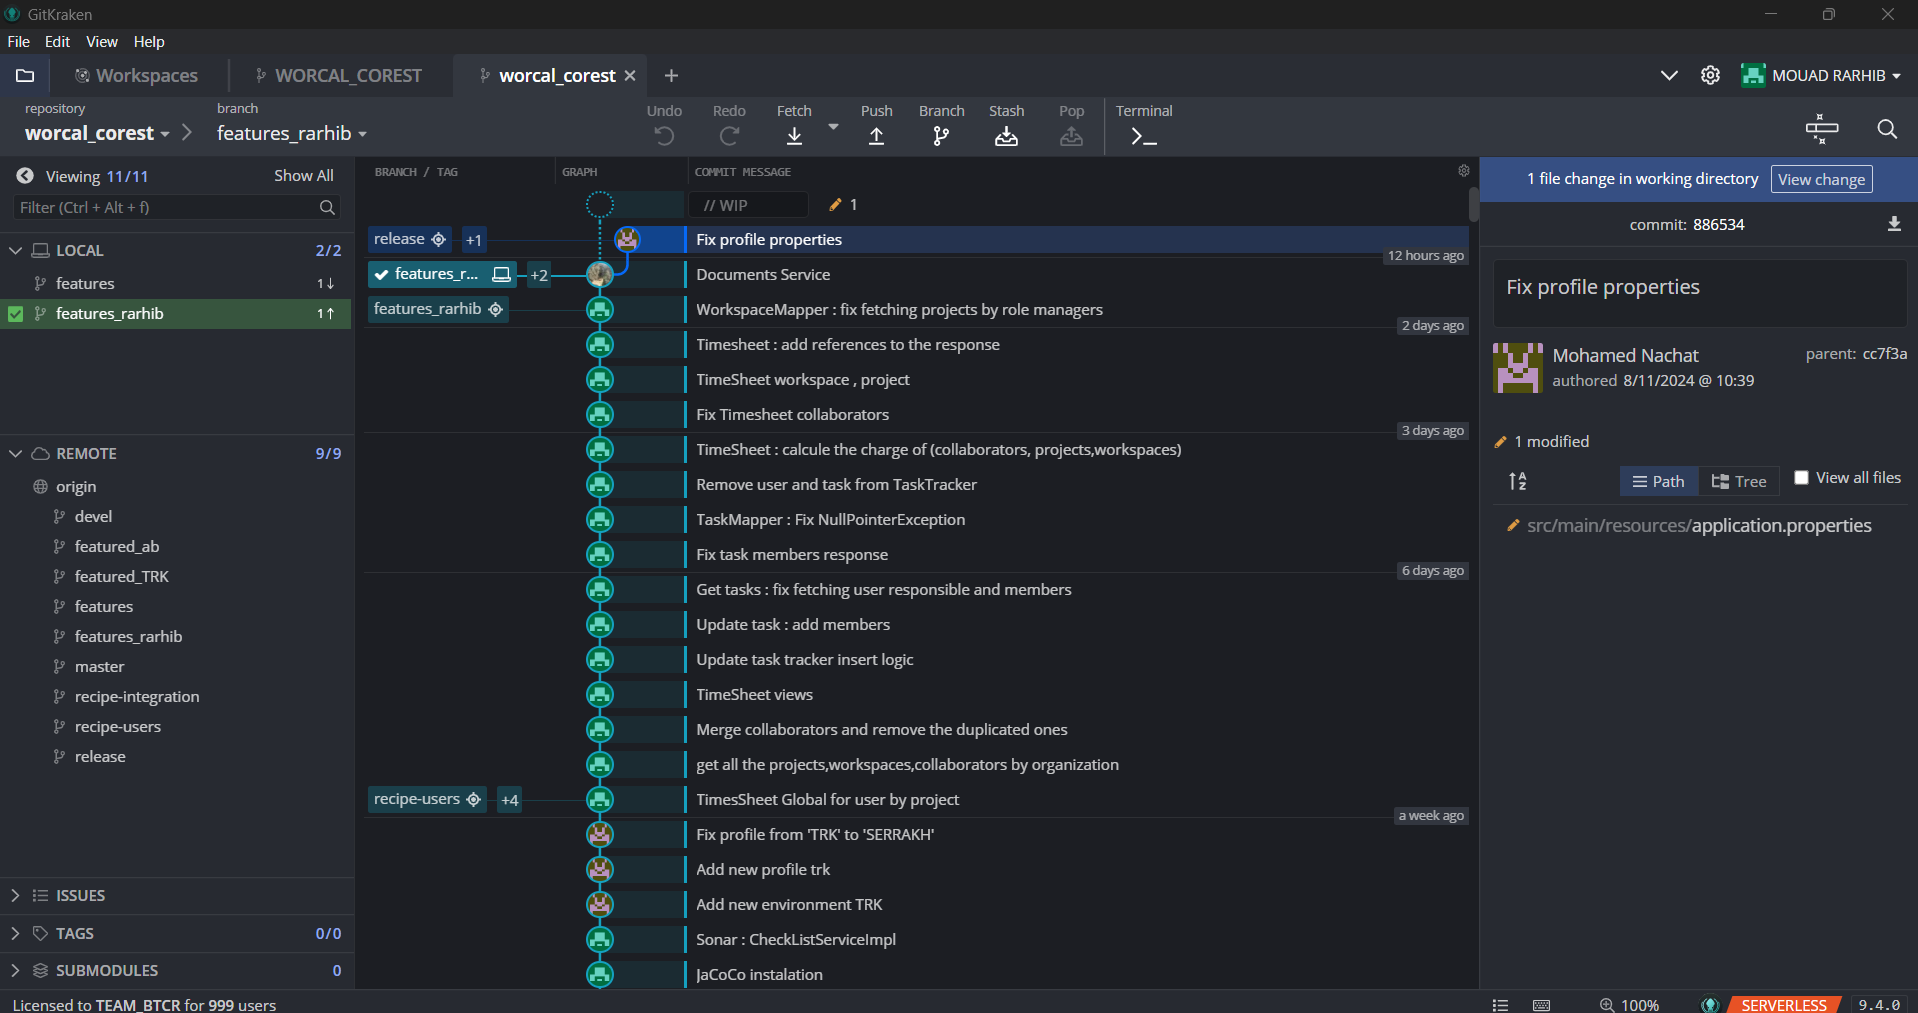 GitKraken
File Edit View Help
Workspaces
WORCAL_COREST
worcal_corest
MOUAD RARHIB
repository
worcal_corest
branch
features_rarhib
Undo
Redo
Fetch
Push
Branch
Stash
Pop
Terminal
Viewing 11/11
Show All
Filter (Ctrl + Alt + f)
LOCAL 2/2
features 1↓
features_rarhib 1↑
REMOTE 9/9
origin
devel
featured_ab
featured_TRK
features
features_rarhib
master
recipe-integration
recipe-users
release
ISSUES
TAGS 0/0
SUBMODULES 0
BRANCH / TAG GRAPH COMMIT MESSAGE
// WIP 1
release +1 Fix profile properties
12 hours ago
features_r... +2 Documents Service
features_rarhib WorkspaceMapper : fix fetching projects by role managers
2 days ago
Timesheet : add references to the response
TimeSheet workspace , project
Fix Timesheet collaborators
3 days ago
TimeSheet : calcule the charge of (collaborators, projects,workspaces)
Remove user and task from TaskTracker
TaskMapper : Fix NullPointerException
Fix task members response
6 days ago
Get tasks : fix fetching user responsible and members
Update task : add members
Update task tracker insert logic
TimeSheet views
Merge collaborators and remove the duplicated ones
get all the projects,workspaces,collaborators by organization
recipe-users +4 TimesSheet Global for user by project
a week ago
Fix profile from 'TRK' to 'SERRAKH'
Add new profile trk
Add new environment TRK
Sonar : CheckListServiceImpl
JaCoCo instalation
1 file change in working directory View change
commit: 886534
Fix profile properties
Mohamed Nachat
authored 8/11/2024 @ 10:39
parent: cc7f3a
1 modified
Path Tree View all files
src/main/resources/application.properties
Licensed to TEAM_BTCR for 999 users
100%
SERVERLESS
9.4.0